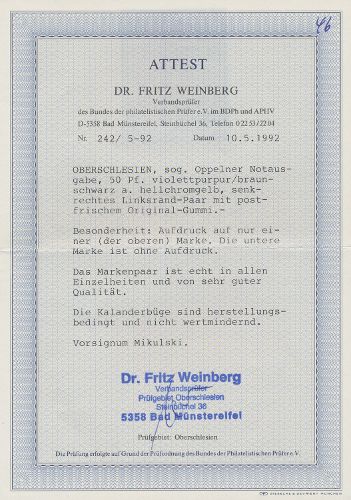 46
ATTEST
DR. FRITZ WEINBERG
Verbandsprüfer
des Bundes der philatelistischen Prüfer e.V. im BDPh und APHV
D-5358 Bad Münstereifel, Steinbüchel 36, Telefon 0 22 53/22 04
Nr. 242/ 5-92 Datum 10.5.1992
OBERSCHLESIEN, sog. Oppelner Notaus-
gabe, 50 Pf. violettpurpur/braun-
schwarz a. hellchromgelb, senk-
rechtes Linksrand-Paar mit post-
frischem Original-Gummi.-
Besonderheit: Aufdruck auf nur ei-
ner (der oberen) Marke. Die untere
Marke ist ohne Aufdruck.
Das Markenpaar ist echt in allen
Einzelheiten und von sehr guter
Qualität.
Die Kalanderbüge sind herstellungs-
bedingt und nicht wertmindernd.
Vorsignum Mikulski.
Dr. Fritz Weinberg
Verbandsprüfer
Prüfgebiet Oberschlesien
Steinbüchel 36
5358 Bad Münstereifel
Prüfgebiet: Oberschlesien
Die Prüfung erfolgte auf Grund der Prüfordnung des Bundes der Philatelistischen Prüfer e.V.